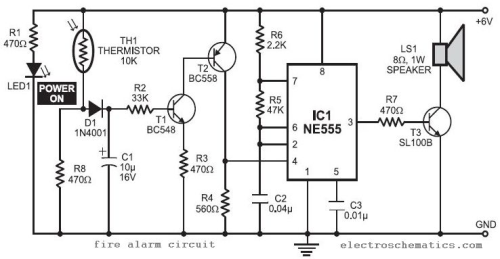 R1
470Ω
LED1
POWER
ON
TH1
THERMISTOR
10K
D1
1N4001
R8
470Ω
+
C1
10μ
16V
R2
33K
T1
BC548
R3
470Ω
T2
BC558
R4
560Ω
R6
2.2K
R5
47K
C2
0.04μ
7
6
2
4
8
IC1
NE555
3
1
5
C3
0.01μ
R7
470Ω
LS1
8Ω, 1W
SPEAKER
T3
SL100B
+6V
GND
fire alarm circuit
electroschematics.com